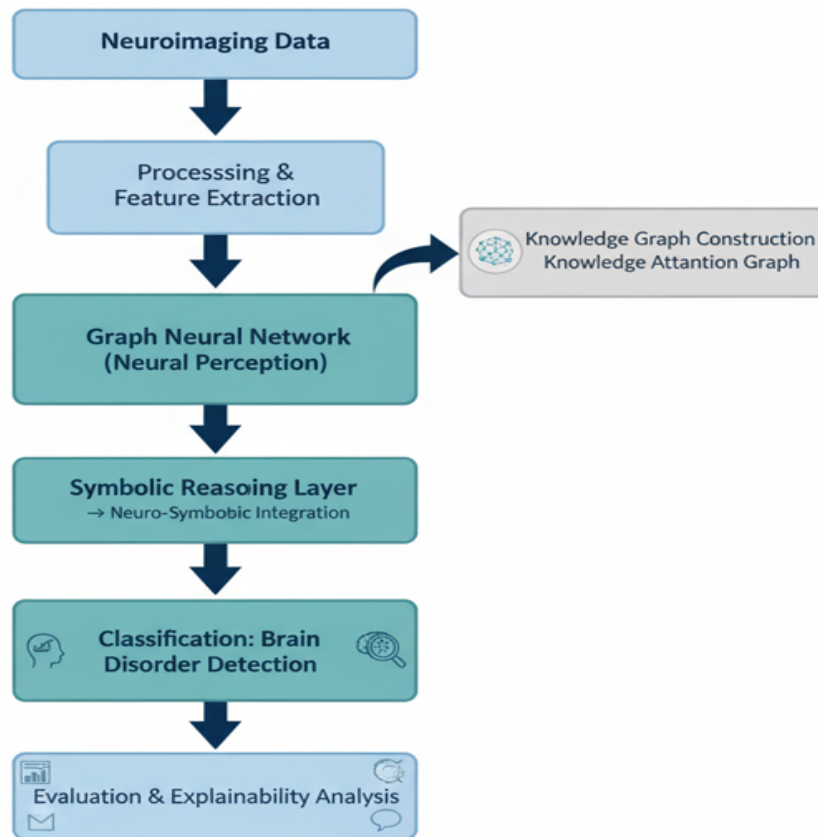 Neuroimaging Data
Processsing &
Feature Extraction
Knowledge Graph Construction
Knowledge Attantion Graph
Graph Neural Network
(Neural Perception)
Symbolic Reasoing Layer
→ Neuro-Symbotic Integration
Classification: Brain
Disorder Detection
Evaluation & Explainability Analysis